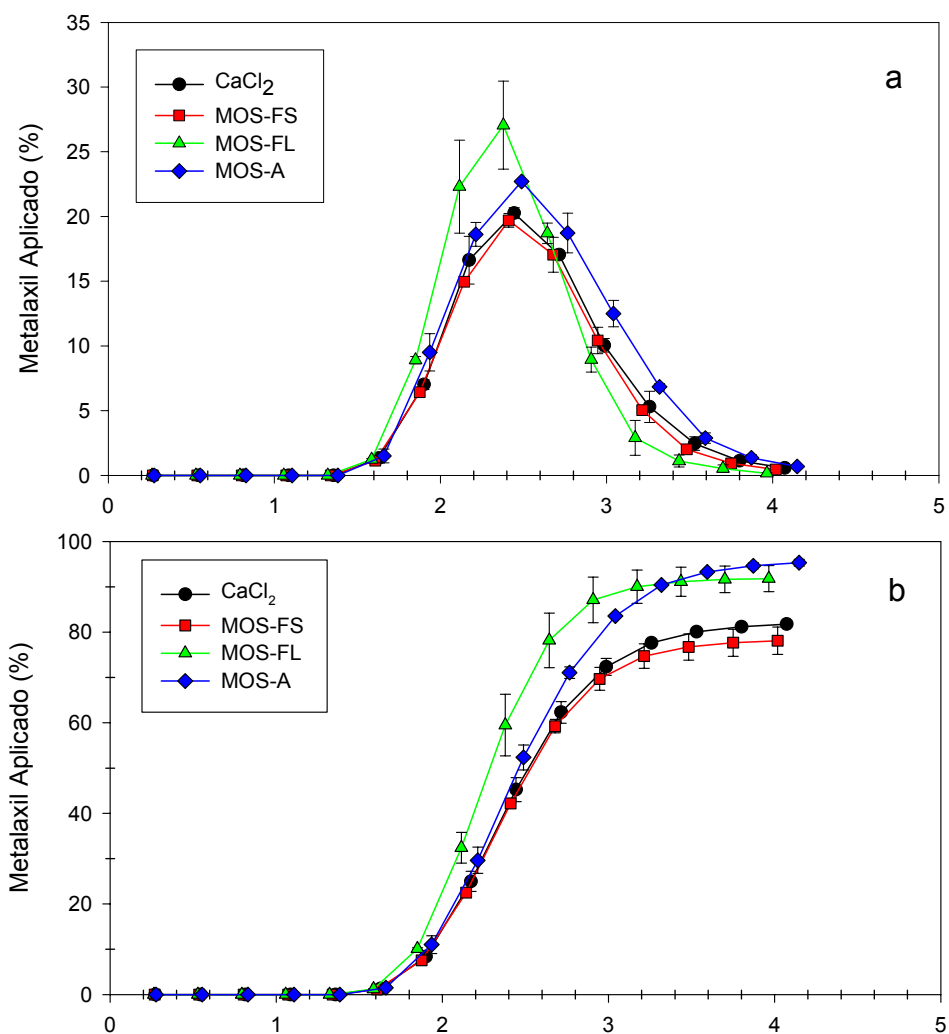 35
30
25
20
15
10
5
0
Metalaxil Aplicado (%)
CaCl2
MOS-FS
MOS-FL
MOS-A
a
0 1 2 3 4 5
100
80
60
40
20
0
Metalaxil Aplicado (%)
CaCl2
MOS-FS
MOS-FL
MOS-A
b
0 1 2 3 4 5